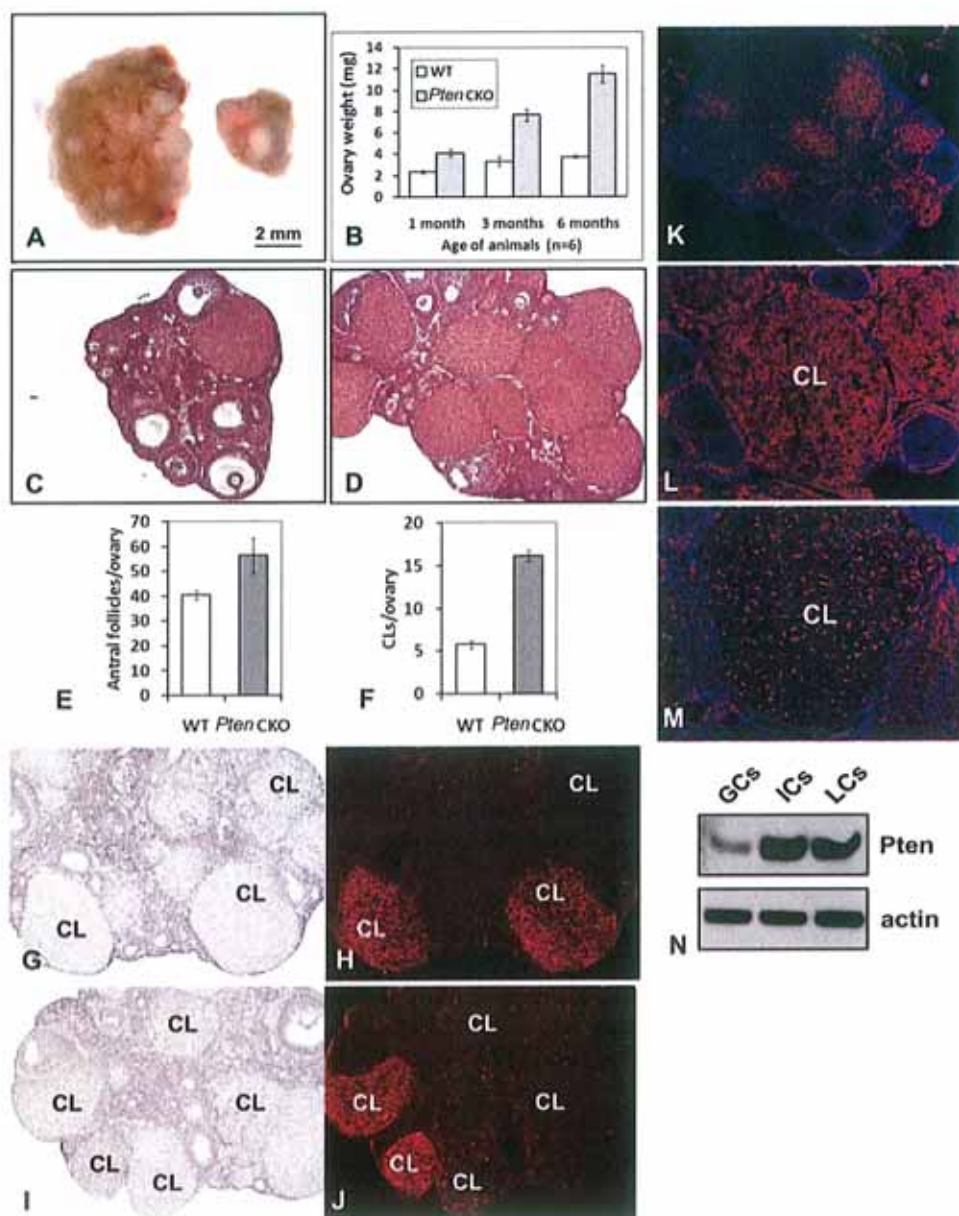 A
2 mm
Ovary weight (mg)
14
12
10
8
6
4
2
0
WT
Pten CKO
1 month 3 months 6 months
Age of animals (n=6)
B
K
C
D
CL
L
Antral follicles/ovary
70
60
50
40
30
20
10
0
WT Pten CKO
E
CLs/ovary
20
15
10
5
0
WT Pten CKO
F
CL
M
CL
CL
CL
G
CL
CL
CL
H
GCs ICs LCs
Pten
actin
N
CL
CL
CL
CL
CL
I
CL
CL
CL
CL
CL
J